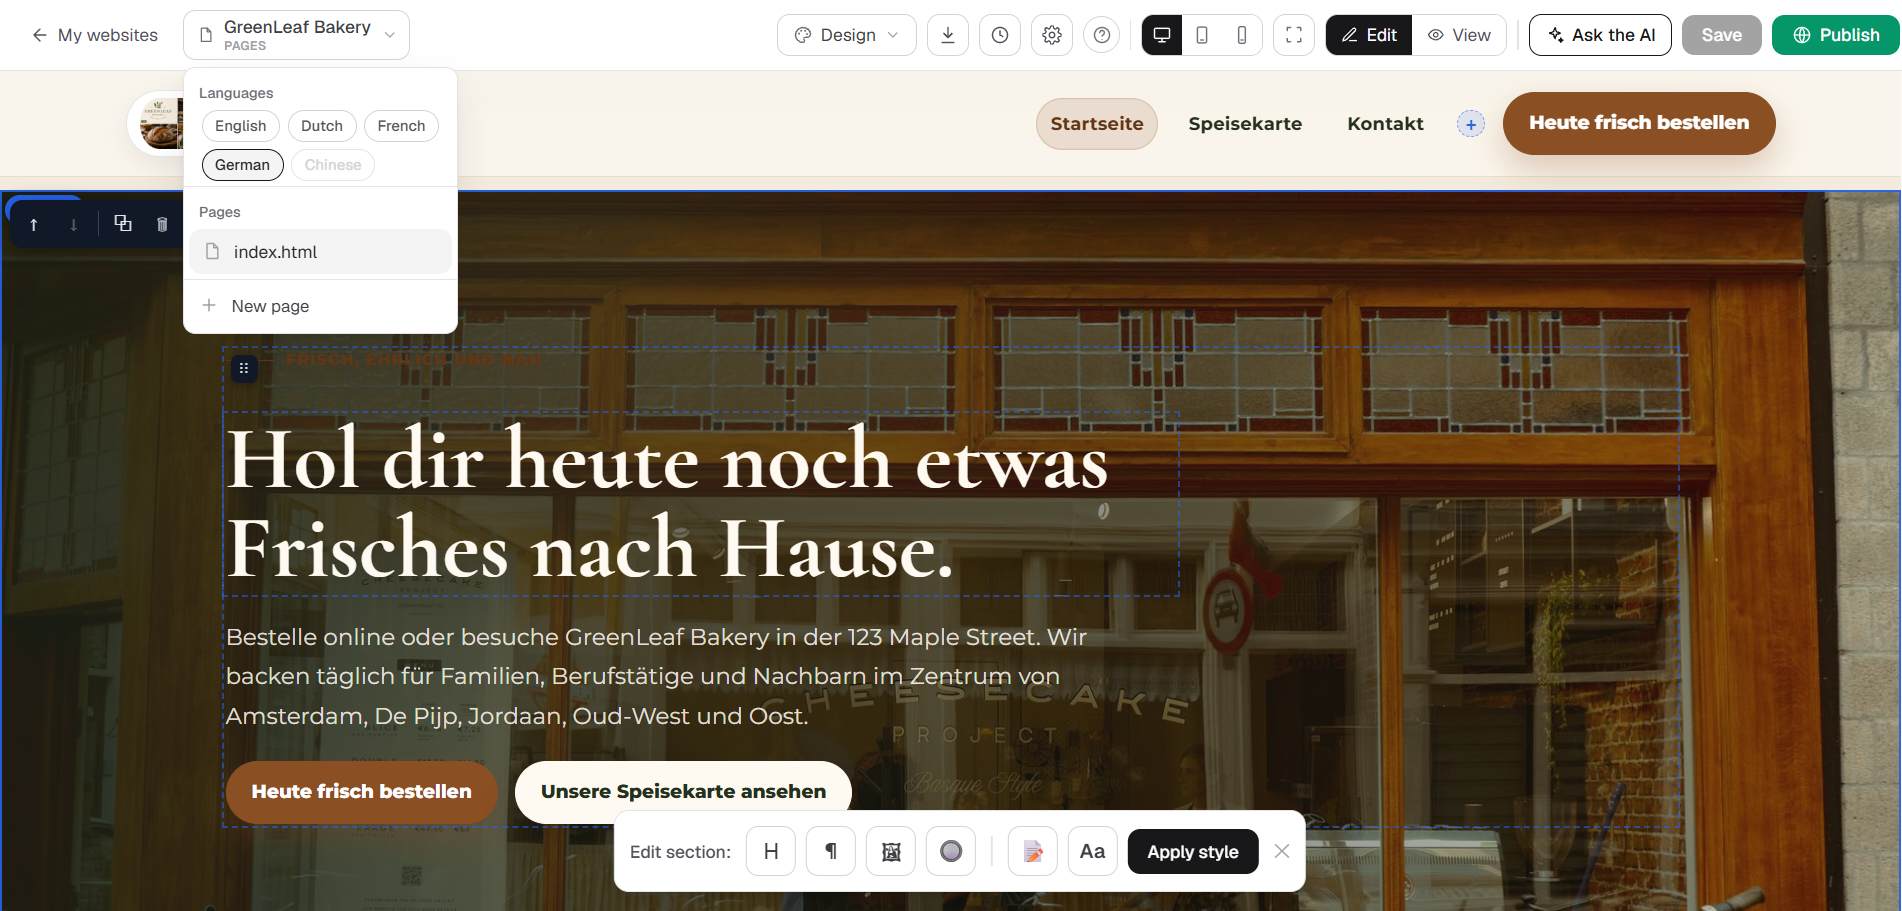 My websites
GreenLeaf Bakery
PAGES
Design
Edit
View
Ask the AI
Save
Publish
Languages
English
Dutch
French
German
Chinese
Pages
index.html
New page
Startseite
Speisekarte
Kontakt
+
Heute frisch bestellen
FRISCH, EHRLICH UND NAH
Hol dir heute noch etwas
Frisches nach Hause.
Bestelle online oder besuche GreenLeaf Bakery in der 123 Maple Street. Wir
backen täglich für Familien, Berufstätige und Nachbarn im Zentrum von
Amsterdam, De Pijp, Jordaan, Oud-West und Oost.
CHEESECAKE
PROJECT
CHEESECAKE
PROJECT
Basque Style
Heute frisch bestellen
Unsere Speisekarte ansehen
Edit section:
H
¶
Aa
Apply style